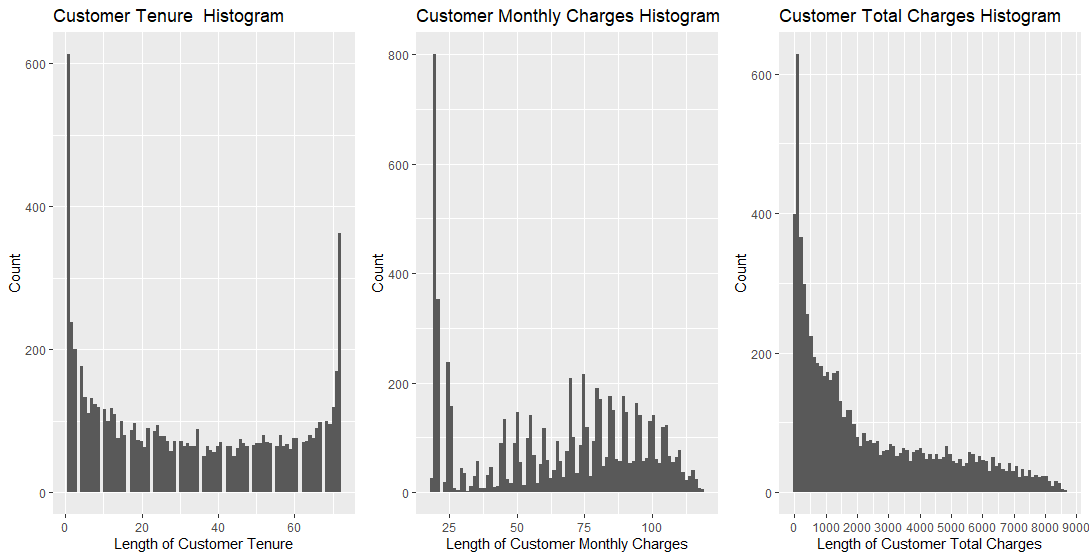 Customer Tenure  Histogram
600
400
200
0
Count
0 20 40 60
Length of Customer Tenure
Customer Monthly Charges Histogram
800
600
400
200
0
Count
25 50 75 100
Length of Customer Monthly Charges
Customer Total Charges Histogram
600
400
200
0
Count
0 1000 2000 3000 4000 5000 6000 7000 8000 9000
Length of Customer Total Charges